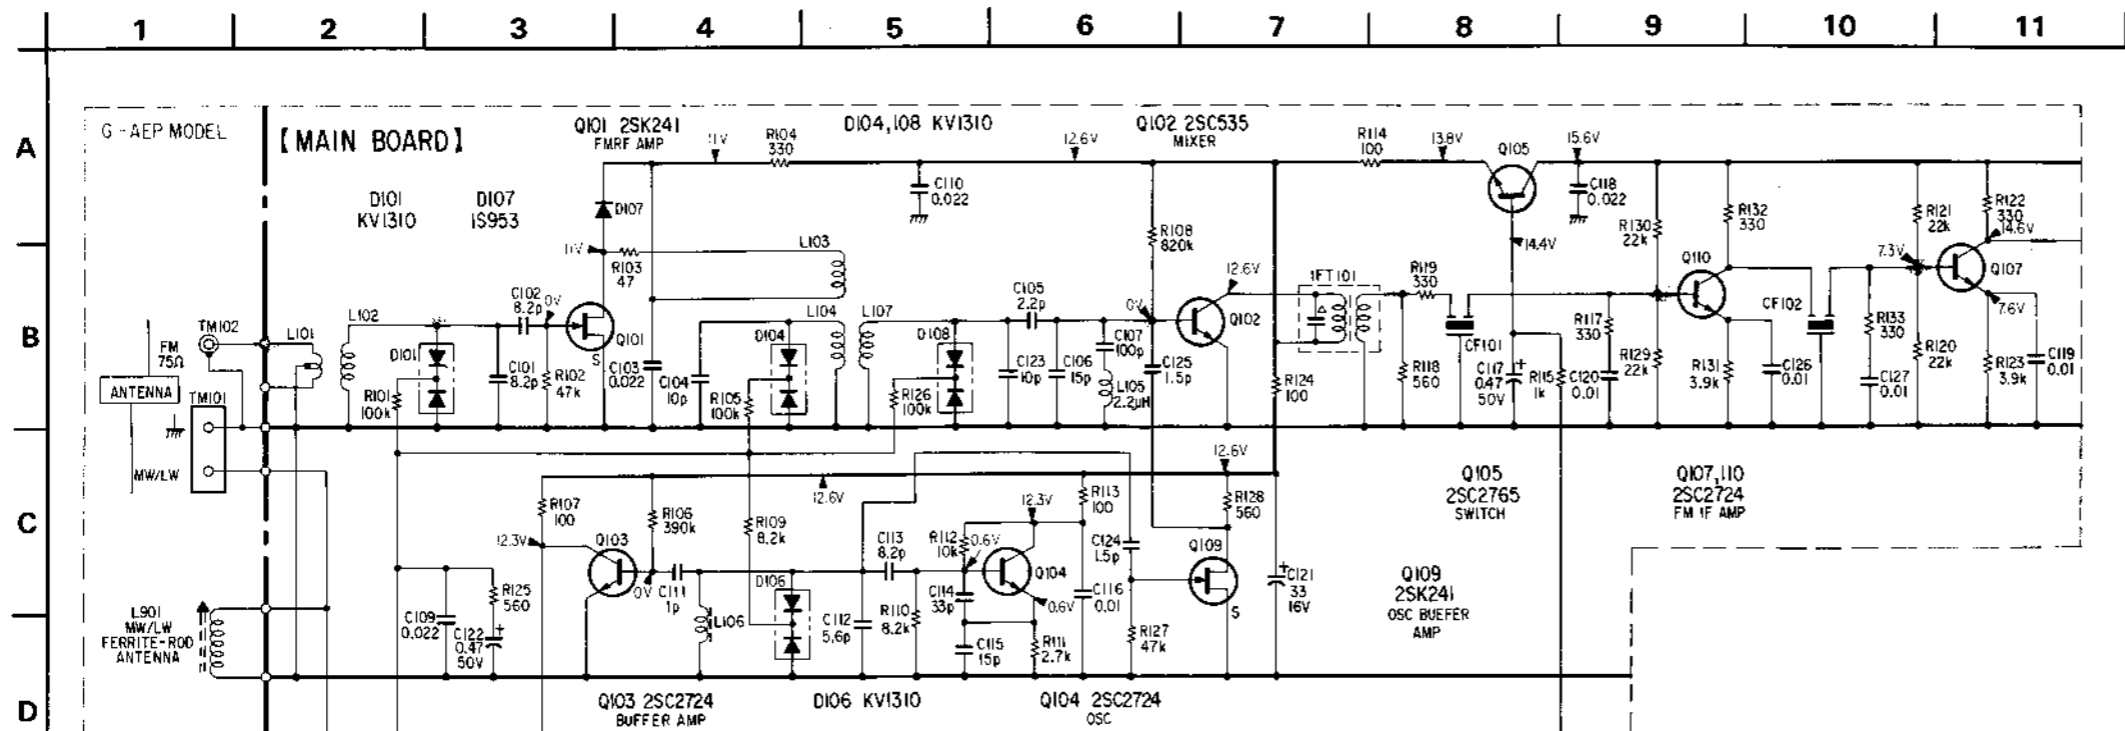 1 2 3 4 5 6 7 8 9 10 11
A
B
C
D
G-AEP MODEL
【MAIN BOARD】
Q101 2SK241
FMRF AMP
D104,108 KV1310
Q102 2SC535
MIXER
D101
KV1310
D107
1S953
D107
11V
R104
330
12.6V
R114
100
13.8V
Q105
15.6V
C110
0.022
C118
0.022
R108
820k
R130
22k
R132
330
R121
22k
R122
330
14.6V
14.4V
7.3V
Q107
7.6V
11V
R103
47
L103
12.6V
IFT101
R119
330
Q110
CF102
C102
8.2p
0V
Q101
S
C105
2.2p
0V
Q102
TM102
FM
75Ω
ANTENNA
TM101
MW/LW
L101
L102
D101
R101
100k
C101
8.2p
R102
47k
C103
0.022
C104
10p
L104
L107
D104
R105
100k
D108
R126
100k
C123
10p
C106
15p
C107
100p
L105
2.2μH
C125
1.5p
R124
100
R118
560
CF101
C117
0.47
50V
R115
1k
R117
330
C120
0.01
R129
22k
R131
3.9k
C126
0.01
R133
330
C127
0.01
R120
22k
R123
3.9k
C119
0.01
12.6V
12.6V
Q105
2SC2765
SWITCH
Q107,110
2SC2724
FM IF AMP
R107
100
R106
390k
R109
8.2k
R113
100
12.3V
R128
560
12.3V
Q103
0V
C111
1p
C113
8.2p
R112
10k
0.6V
Q104
0.6V
C124
1.5p
Q109
S
C121
33
16V
Q109
2SK241
OSC BUEFER
AMP
D106
L106
C112
5.6p
R110
8.2k
C114
33p
C115
15p
R111
2.7k
C116
0.01
R127
47k
R125
560
C109
0.022
C122
0.47
50V
L901
MW/LW
FERRITE-ROD
ANTENNA
Q103 2SC2724
BUFFER AMP
D106 KV1310
Q104 2SC2724
OSC